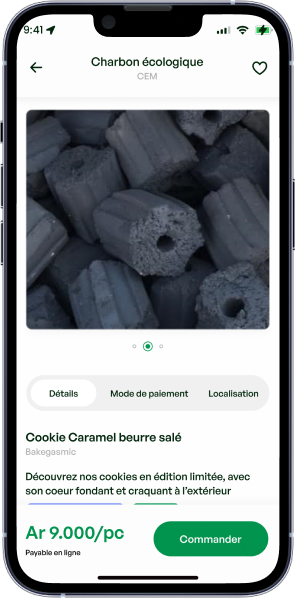 9:41
Charbon écologique
CEM
Détails Mode de paiement Localisation
Cookie Caramel beurre salé
Bakegasmic
Découvrez nos cookies en édition limitée, avec
son coeur fondant et craquant à l'extérieur
Ar 9.000/pc
Payable en ligne
Commander